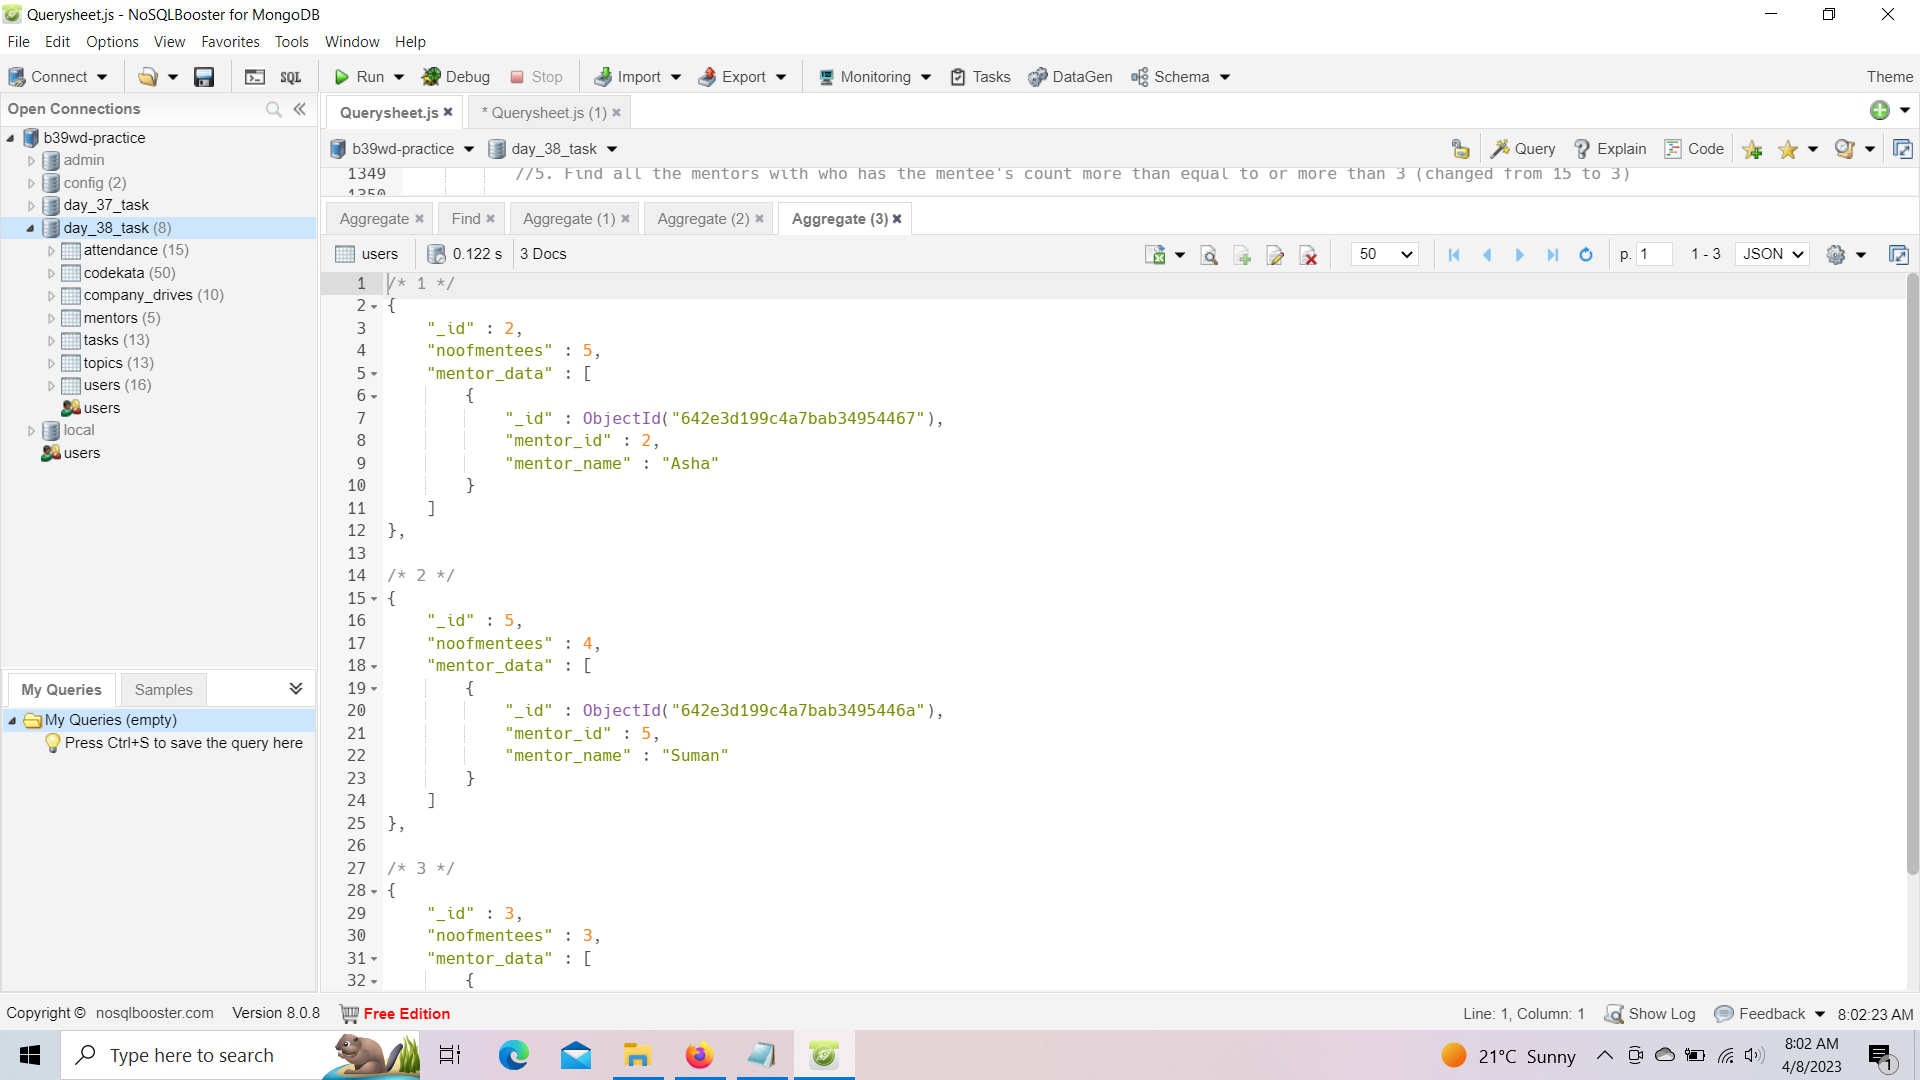 Querysheet.js - NoSQLBooster for MongoDB
File Edit Options View Favorites Tools Window Help
Connect SQL Run Debug Stop Import Export Monitoring Tasks DataGen Schema Theme
Open Connections
Querysheet.js * Querysheet.js (1)
b39wd-practice day_38_task Query Explain Code
b39wd-practice
admin
config (2)
day_37_task
day_38_task (8)
attendance (15)
codekata (50)
company_drives (10)
mentors (5)
tasks (13)
topics (13)
users (16)
users
local
users
1349 //5. Find all the mentors with who has the mentee's count more than equal to or more than 3 (changed from 15 to 3)
1350
Aggregate Find Aggregate (1) Aggregate (2) Aggregate (3)
users 0.122 s 3 Docs 50 p. 1 1 - 3 JSON
1 /* 1 */
2 {
3 "_id" : 2,
4 "noofmentees" : 5,
5 "mentor_data" : [
6 {
7 "_id" : ObjectId("642e3d199c4a7bab34954467"),
8 "mentor_id" : 2,
9 "mentor_name" : "Asha"
10 }
11 ]
12 },
13
14 /* 2 */
15 {
16 "_id" : 5,
17 "noofmentees" : 4,
18 "mentor_data" : [
19 {
20 "_id" : ObjectId("642e3d199c4a7bab3495446a"),
21 "mentor_id" : 5,
22 "mentor_name" : "Suman"
23 }
24 ]
25 },
26
27 /* 3 */
28 {
29 "_id" : 3,
30 "noofmentees" : 3,
31 "mentor_data" : [
32 {
My Queries Samples
My Queries (empty)
Press Ctrl+S to save the query here
Copyright © nosqlbooster.com Version 8.0.8 Free Edition Line: 1, Column: 1 Show Log Feedback 8:02:23 AM
Type here to search 21°C Sunny 8:02 AM
4/8/2023
1